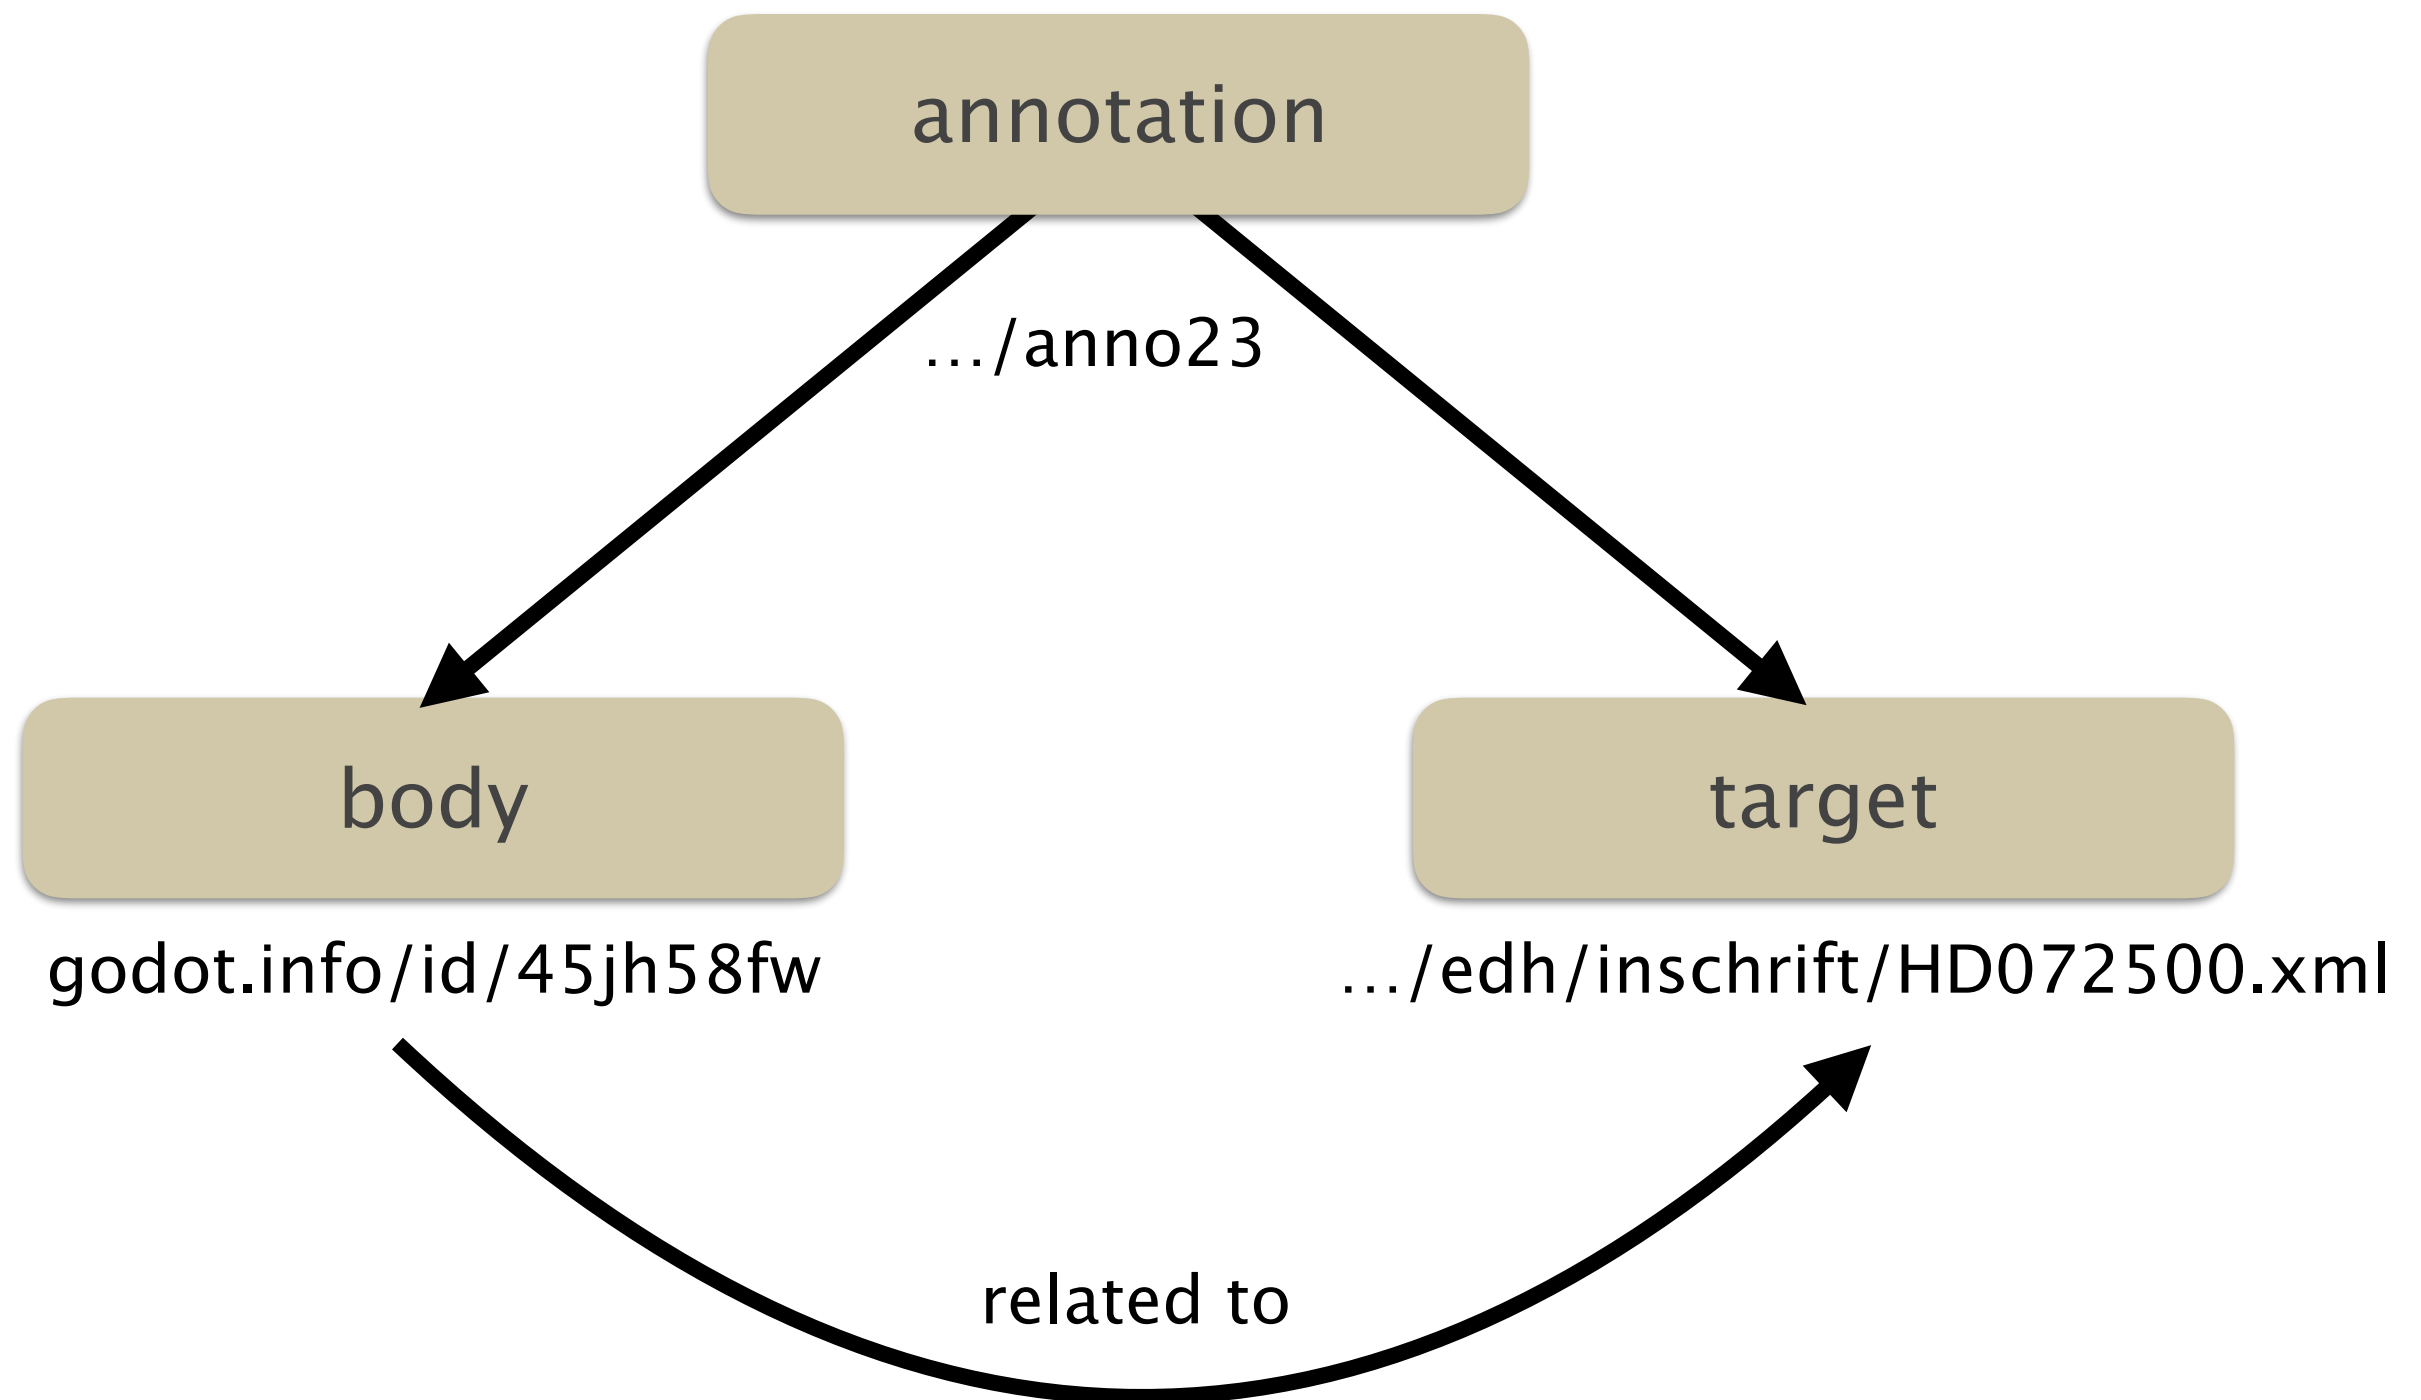 annotation
…/anno23
body
target
godot.info/id/45jh58fw
…/edh/inschrift/HD072500.xml
related to